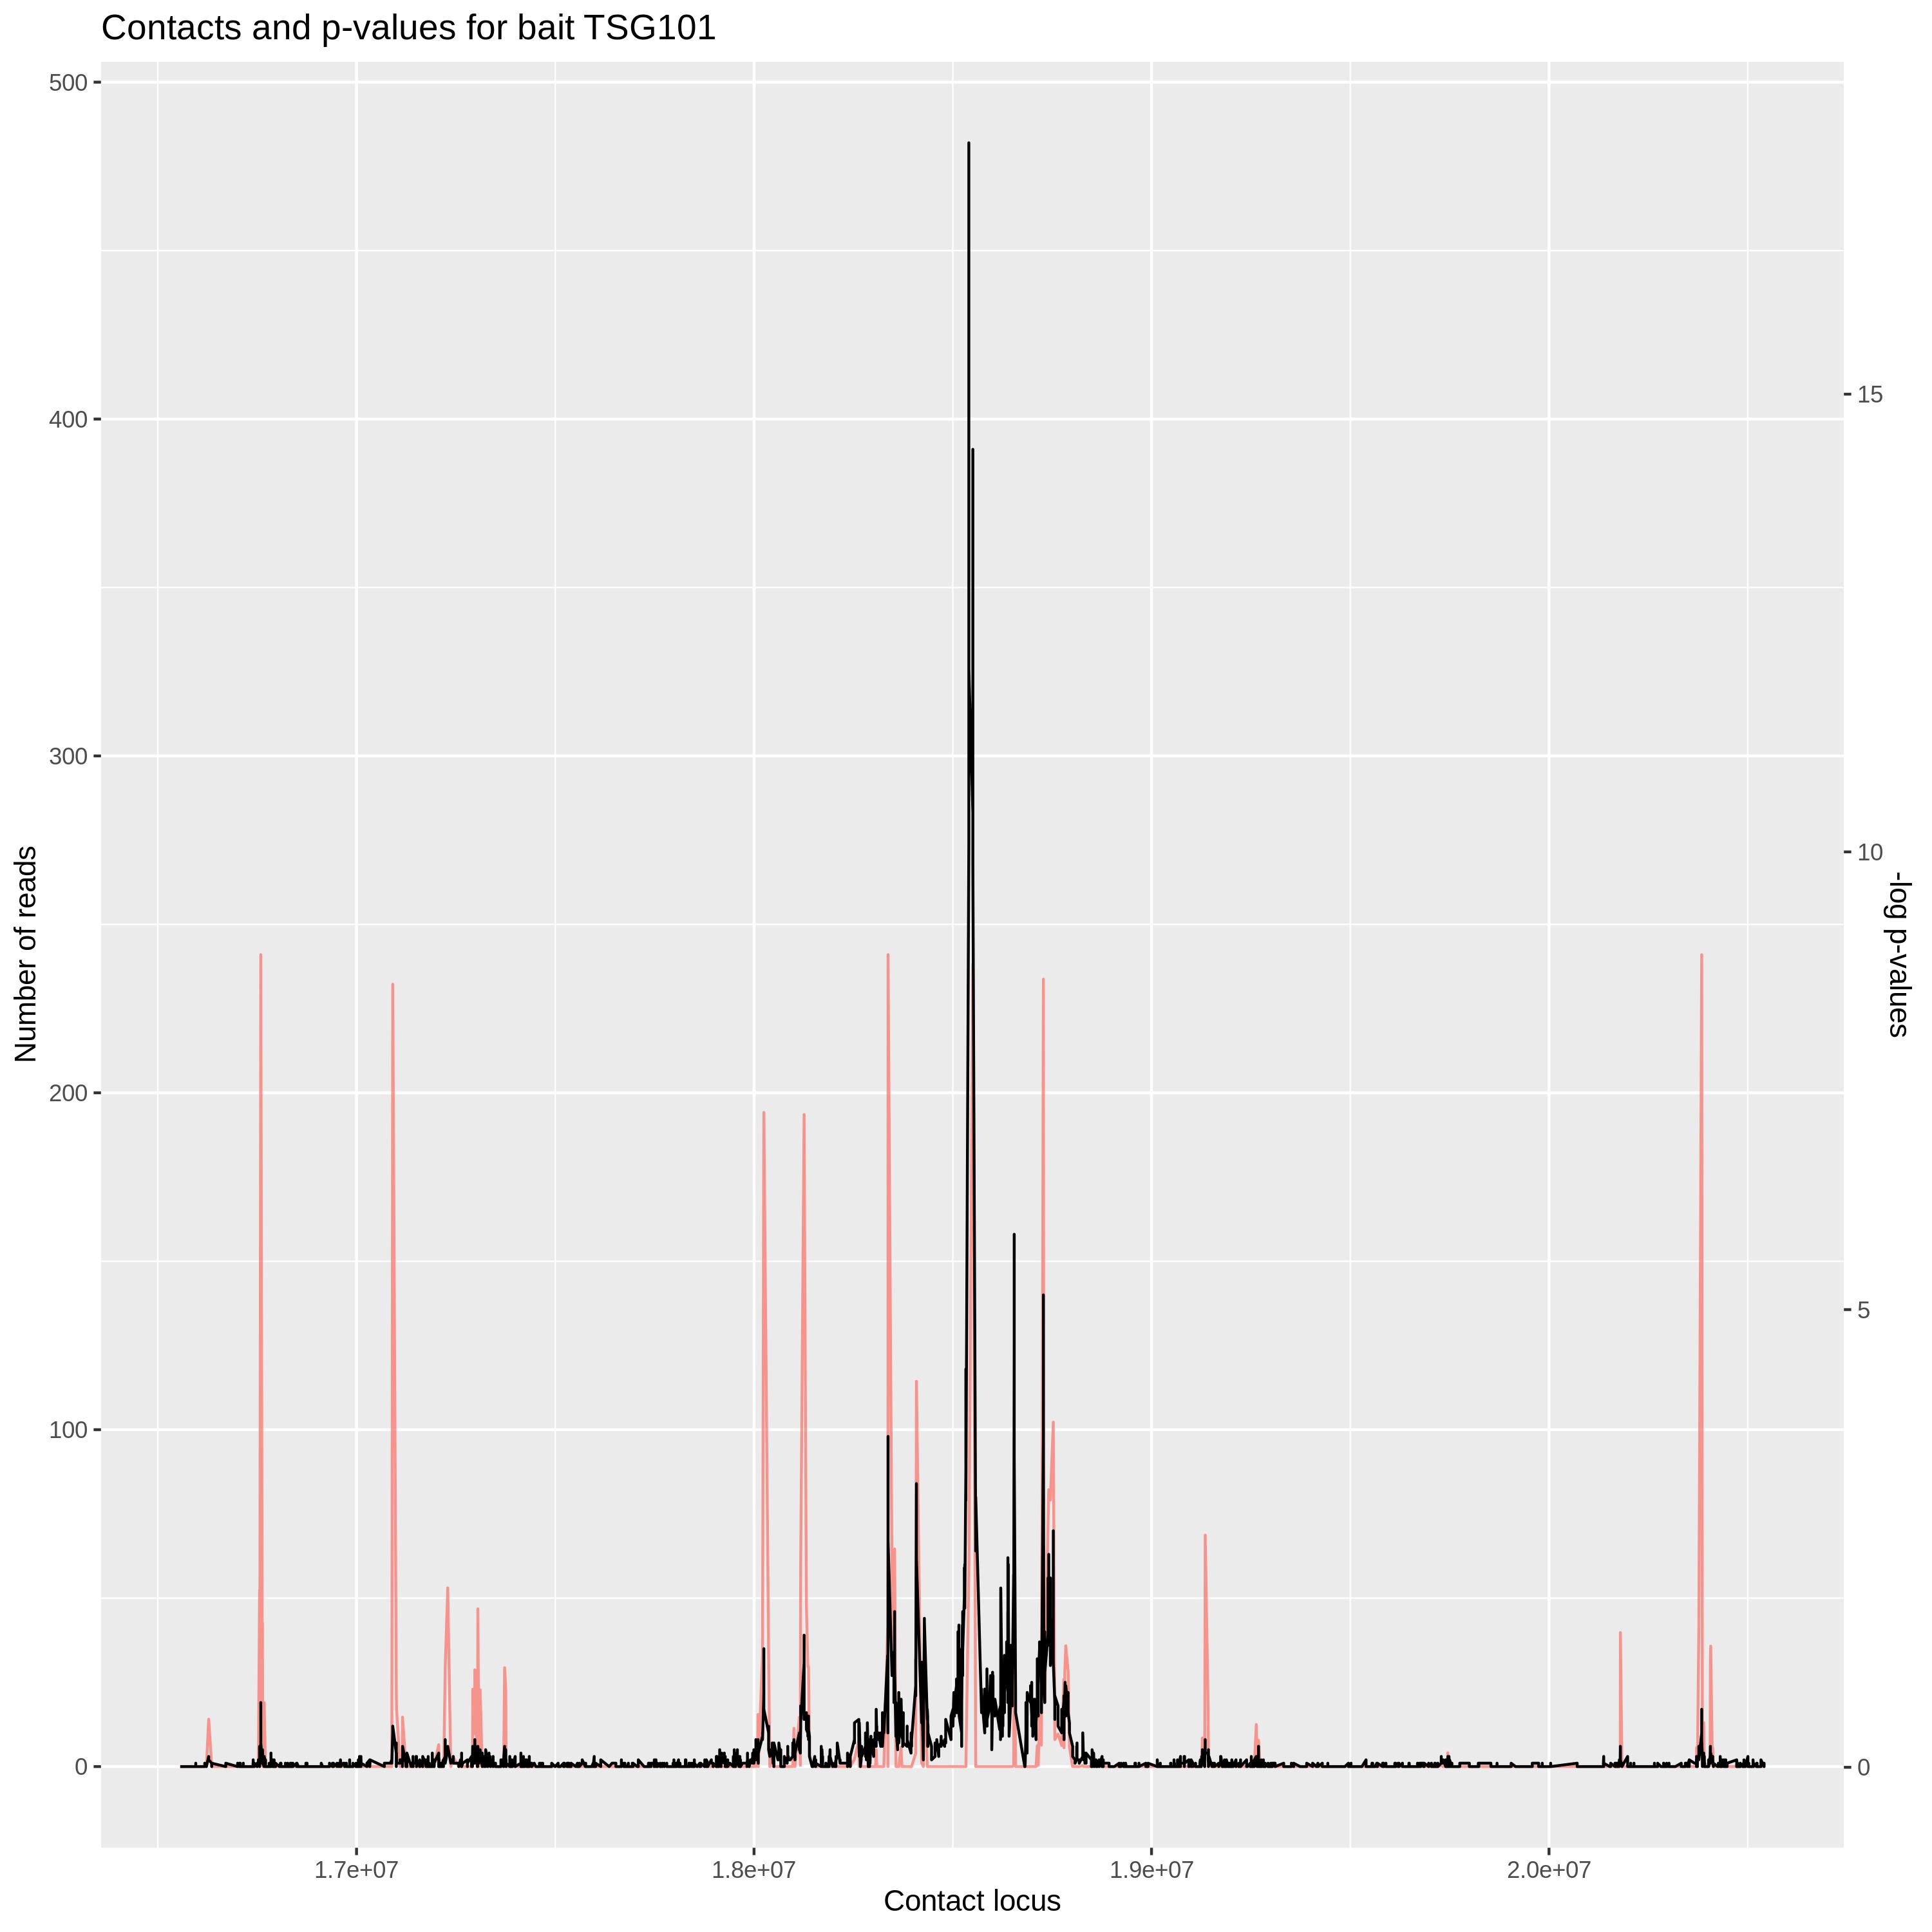 Contacts and p-values for bait TSG101
500
400
300
200
100
0
Number of reads
15
10
5
0
-log p-values
1.7e+07 1.8e+07 1.9e+07 2.0e+07
Contact locus